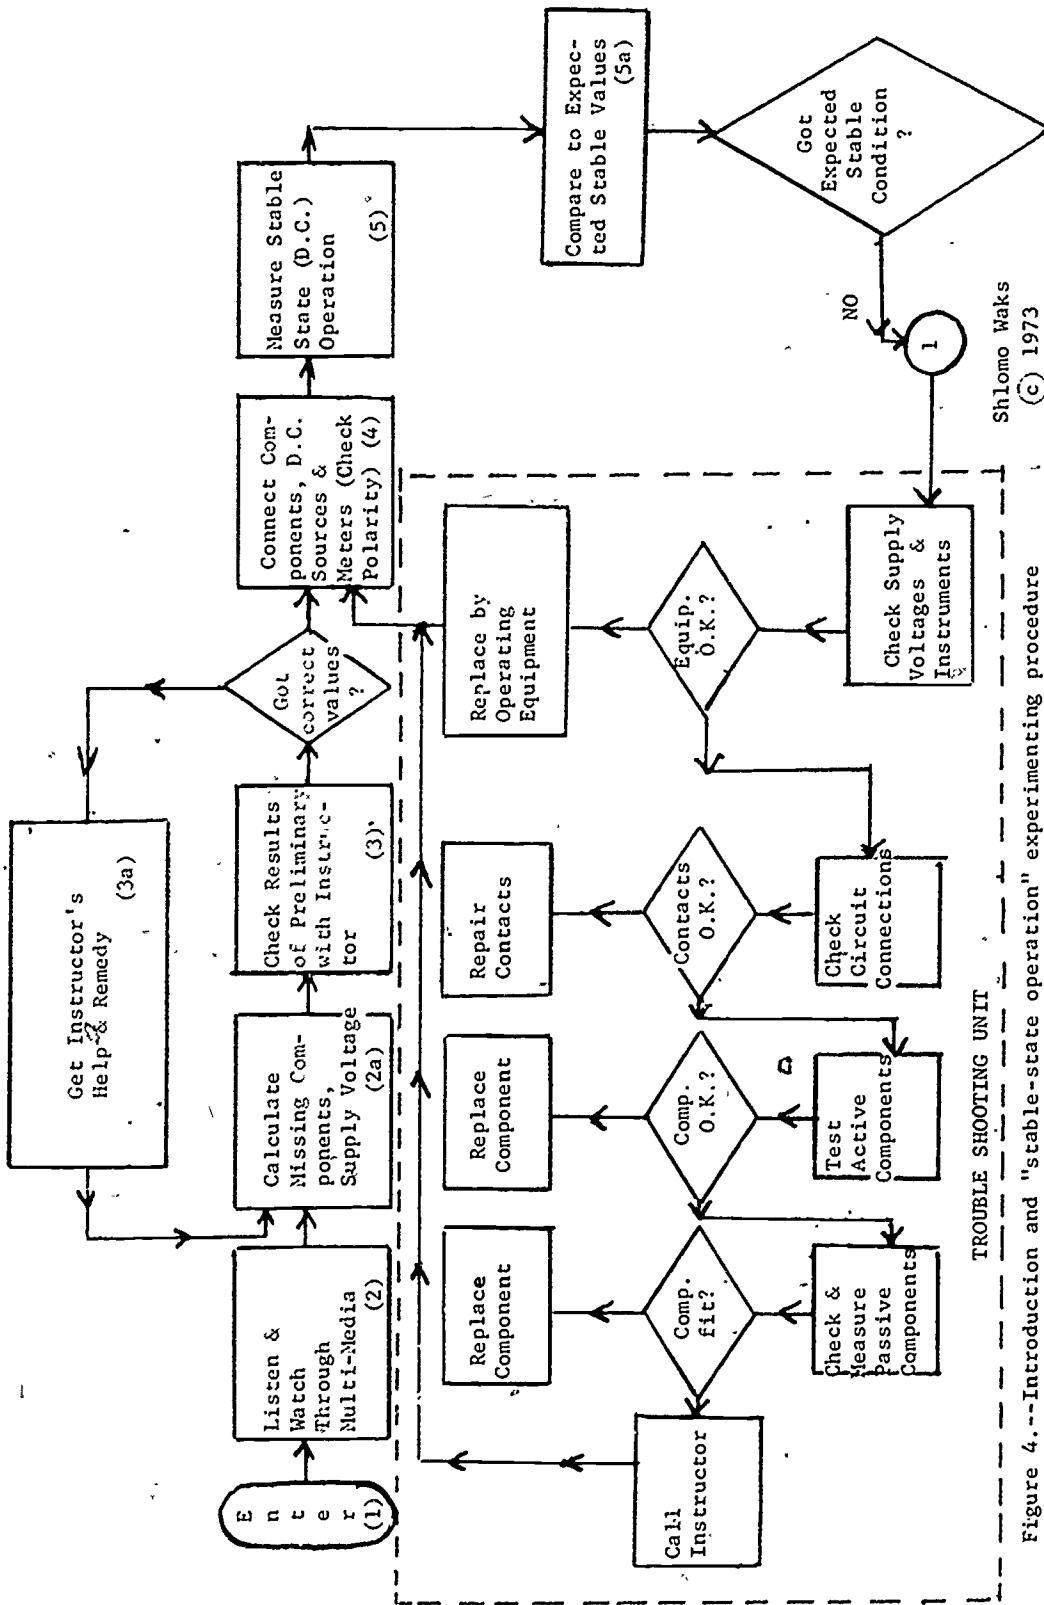 E
n
t
e
r
(1)
Listen &
Watch
Through
Multi-Media
(2)
Calculate
Missing Com-
ponents,
Supply Voltage
(2a)
Check Results
of Preliminary
with Instruc-
tor
(3)
Got
correct
values
?
Get Instructor's
Help & Remedy
(3a)
Connect Com-
ponents, D.C.
Sources &
Meters (Check
Polarity) (4)
Measure Stable
State (D.C.)
Operation
(5)
Compare to Expec-
ted Stable Values
(5a)
Got
Expected
Stable
Condition
?
NO
1
Check Supply
Voltages &
Instruments
Equip.
O.K.?
Replace by
Operating
Equipment
Check
Circuit
Connections
Contacts
O.K.?
Repair
Contacts
Test
Active
Components
Comp.
O.K.?
Replace
Component
Check &
Measure
Passive
Components
Comp.
fit?
Replace
Component
Call
Instructor
TROUBLE SHOOTING UNIT
Shlomo Waks
(c) 1973
Figure 4.--Introduction and "stable-state operation" experimenting procedure